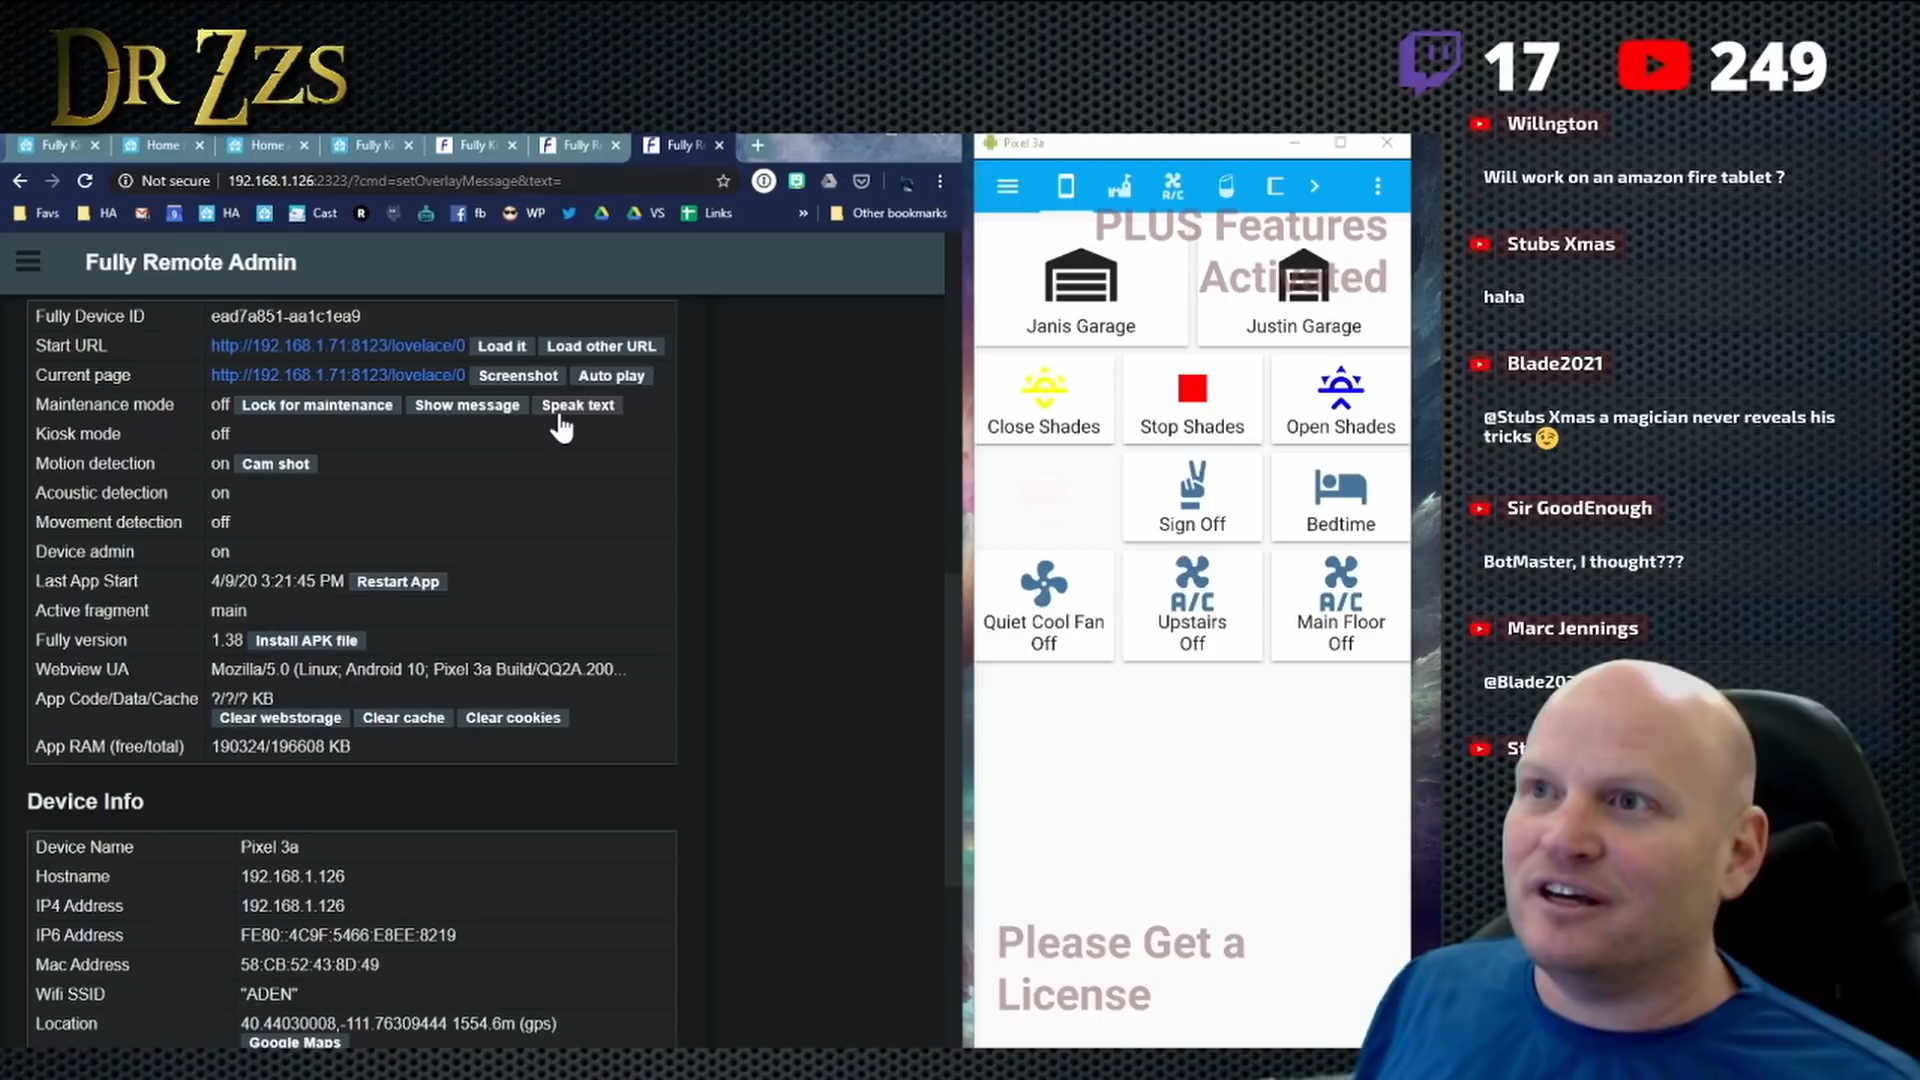 DR ZZS
17
249
Fully K
Home
Home
Fully K
Fully K
Fully R
Fully R
Not secure
192.168.1.126:2323/?cmd=setOverlayMessage&text=
Favs
HA
HA
Cast
R
fb
WP
VS
Links
»
Other bookmarks
Fully Remote Admin
Fully Device ID ead7a851-aa1c1ea9
Start URL http://192.168.1.71:8123/lovelace/0 Load it Load other URL
Current page http://192.168.1.71:8123/lovelace/0 Screenshot Auto play
Maintenance mode off Lock for maintenance Show message Speak text
Kiosk mode off
Motion detection on Cam shot
Acoustic detection on
Movement detection off
Device admin on
Last App Start 4/9/20 3:21:45 PM Restart App
Active fragment main
Fully version 1.38 Install APK file
Webview UA Mozilla/5.0 (Linux; Android 10; Pixel 3a Build/QQ2A.200...
App Code/Data/Cache ?/?/? KB
Clear webstorage Clear cache Clear cookies
App RAM (free/total) 190324/196608 KB
Device Info
Device Name Pixel 3a
Hostname 192.168.1.126
IP4 Address 192.168.1.126
IP6 Address FE80::4C9F:5466:E8EE:8219
Mac Address 58:CB:52:43:8D:49
Wifi SSID "ADEN"
Location 40.44030008,-111.76309444 1554.6m (gps)
Google Maps
Pixel 3a
A/C
PLUS Features
Activated
Janis Garage
Justin Garage
Close Shades
Stop Shades
Open Shades
Sign Off
Bedtime
Quiet Cool Fan
Off
A/C
Upstairs
Off
A/C
Main Floor
Off
Please Get a
License
Willngton
Will work on an amazon fire tablet ?
Stubs Xmas
haha
Blade2021
@Stubs Xmas a magician never reveals his
tricks 😉
Sir GoodEnough
BotMaster, I thought???
Marc Jennings
@Blade20
St